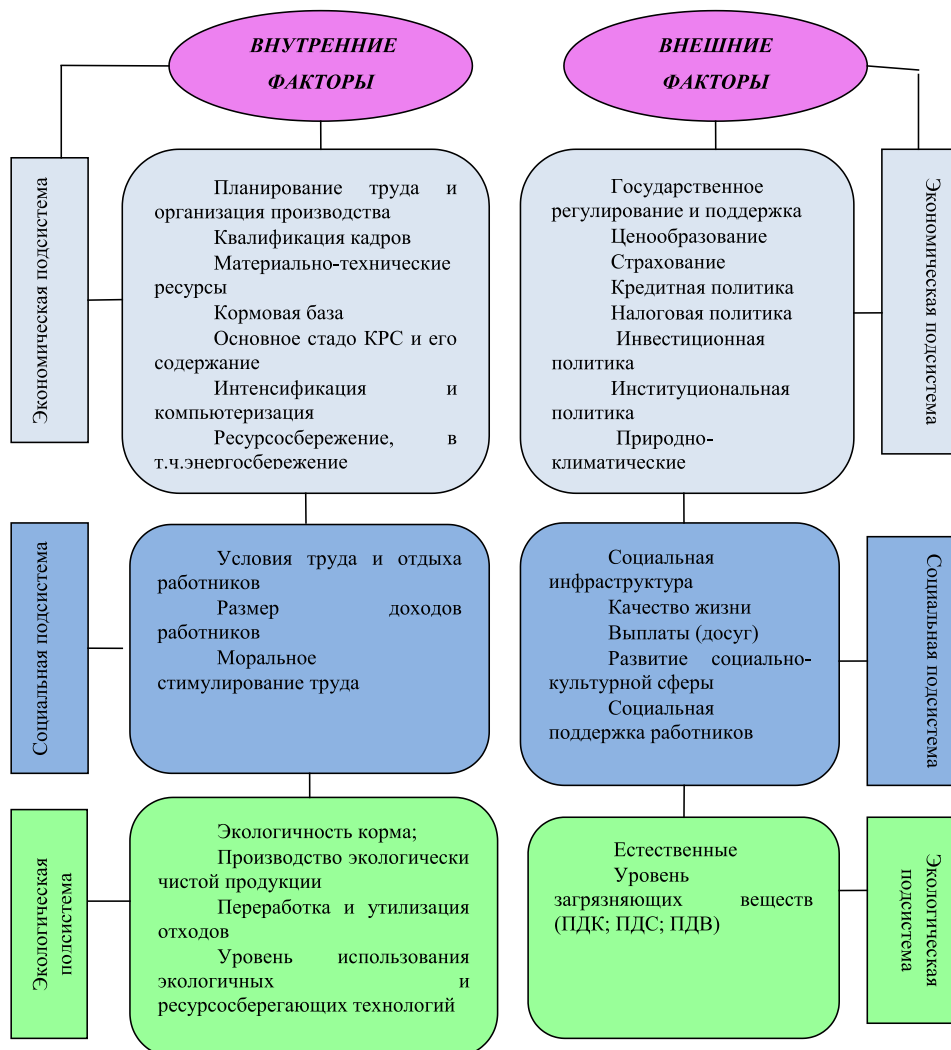 ВНУТРЕННИЕ
ФАКТОРЫ
ВНЕШНИЕ
ФАКТОРЫ
Экономическая подсистема
Планирование труда и
организация производства
Квалификация кадров
Материально-технические
ресурсы
Кормовая база
Основное стадо КРС и его
содержание
Интенсификация и
компьютеризация
Ресурсосбережение, в
т.ч.энергосбережение
Государственное
регулирование и поддержка
Ценообразование
Страхование
Кредитная политика
Налоговая политика
Инвестиционная
политика
Институциональная
политика
Природно-
климатические
Экономическая подсистема
Социальная подсистема
Условия труда и отдыха
работников
Размер доходов
работников
Моральное
стимулирование труда
Социальная
инфраструктура
Качество жизни
Выплаты (досуг)
Развитие социально-
культурной сферы
Социальная
поддержка работников
Социальная подсистема
Экологическая
подсистема
Экологичность корма;
Производство экологически
чистой продукции
Переработка и утилизация
отходов
Уровень использования
экологичных и
ресурсосберегающих технологий
Естественные
Уровень
загрязняющих веществ
(ПДК; ПДС; ПДВ)
Экологическая
подсистема